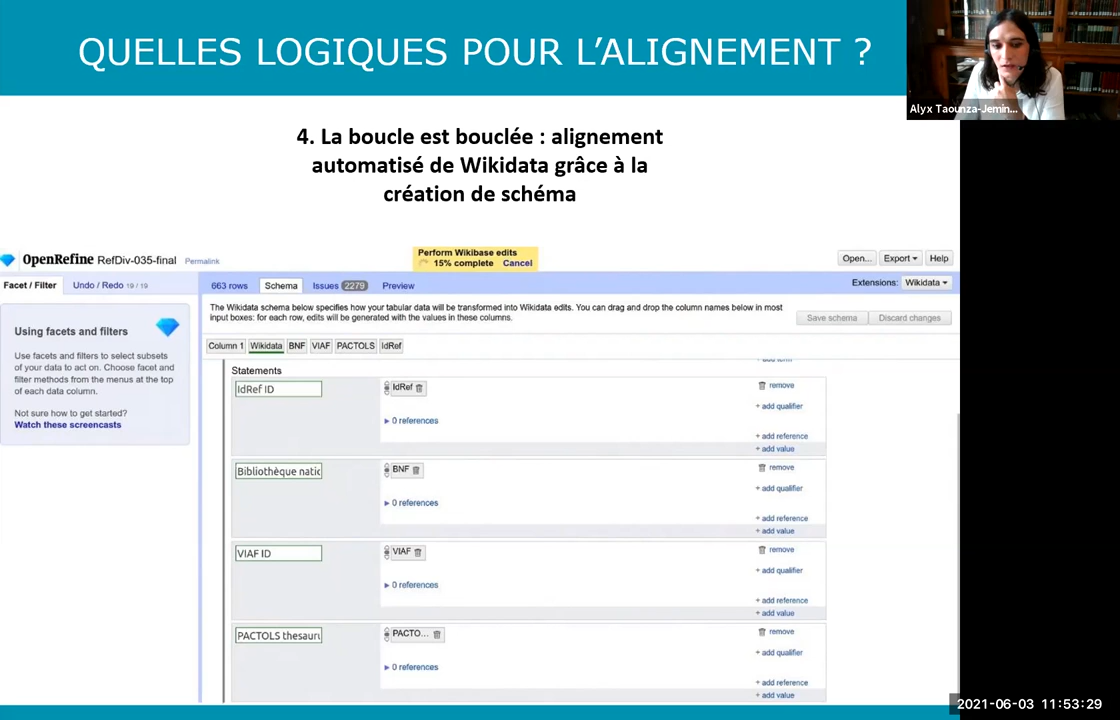 QUELLES LOGIQUES POUR L'ALIGNEMENT ?
Alyx Taounza-Jemin...
4. La boucle est bouclée : alignement
automatisé de Wikidata grâce à la
création de schéma
OpenRefine RefDiv-035-final Permalink
Perform Wikibase edits
15% complete Cancel
Open... Export Help
Facet / Filter Undo / Redo 19 / 19
663 rows Schema Issues 2279 Preview
Extensions: Wikidata
Using facets and filters
Use facets and filters to select subsets
of your data to act on. Choose facet and
filter methods from the menus at the top
of each data column.
Not sure how to get started?
Watch these screencasts
The Wikidata schema below specifies how your tabular data will be transformed into Wikidata edits. You can drag and drop the column names below in most
input boxes: for each row, edits will be generated with the values in these columns.
Save schema Discard changes
Column 1 Wikidata BNF VIAF PACTOLS IdRef
Statements
IdRef ID IdRef remove
+ add qualifier
0 references
+ add reference
+ add value
Bibliothèque natic BNF remove
+ add qualifier
0 references
+ add reference
+ add value
VIAF ID VIAF remove
+ add qualifier
0 references
+ add reference
+ add value
PACTOLS thesauru PACTO... remove
+ add qualifier
0 references
+ add reference
+ add value
2021-06-03 11:53:29